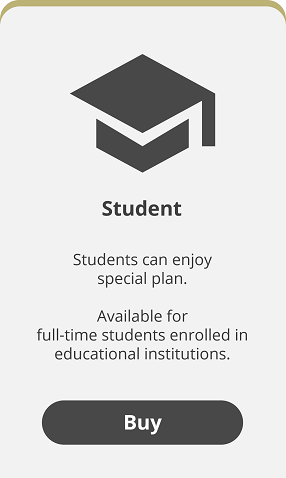 Student
Students can enjoy
special plan.
Available for
full-time students enrolled in
educational institutions.
Buy